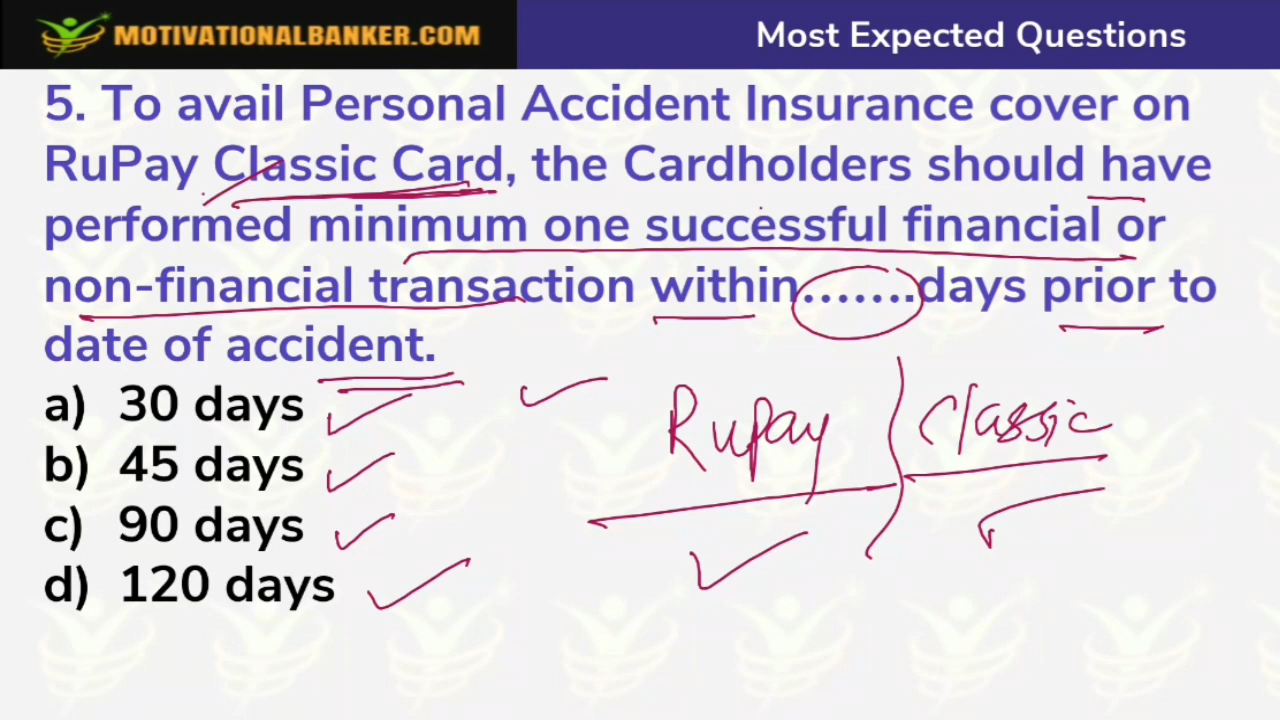 MOTIVATIONALBANKER.COM
Most Expected Questions
5. To avail Personal Accident Insurance cover on
RuPay Classic Card, the Cardholders should have
performed minimum one successful financial or
non-financial transaction within.......days prior to
date of accident.
a) 30 days
b) 45 days
c) 90 days
d) 120 days
RuPay Classic